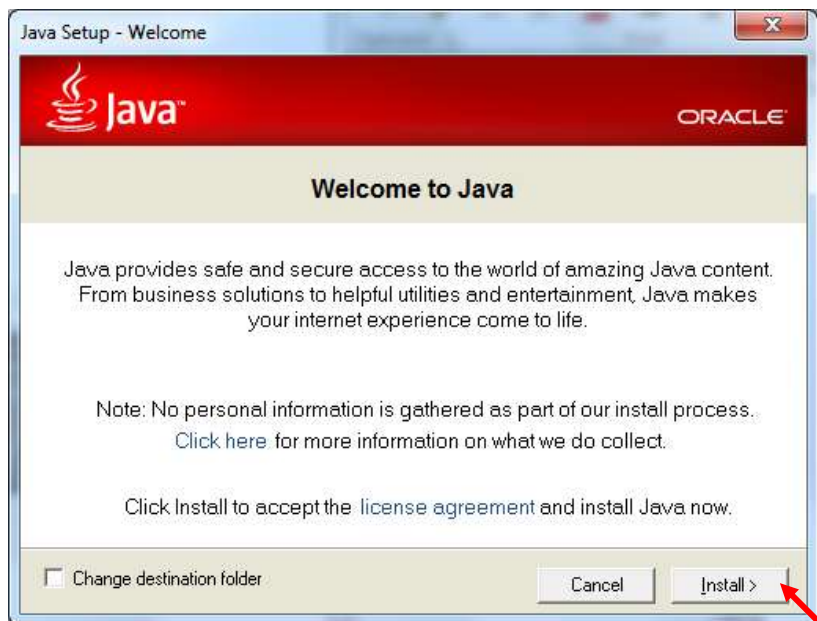 Java Setup - Welcome
Java™
ORACLE
Welcome to Java
Java provides safe and secure access to the world of amazing Java content.
From business solutions to helpful utilities and entertainment, Java makes
your internet experience come to life.
Note: No personal information is gathered as part of our install process.
Click here for more information on what we do collect.
Click Install to accept the license agreement and install Java now.
Change destination folder
Cancel
Install >